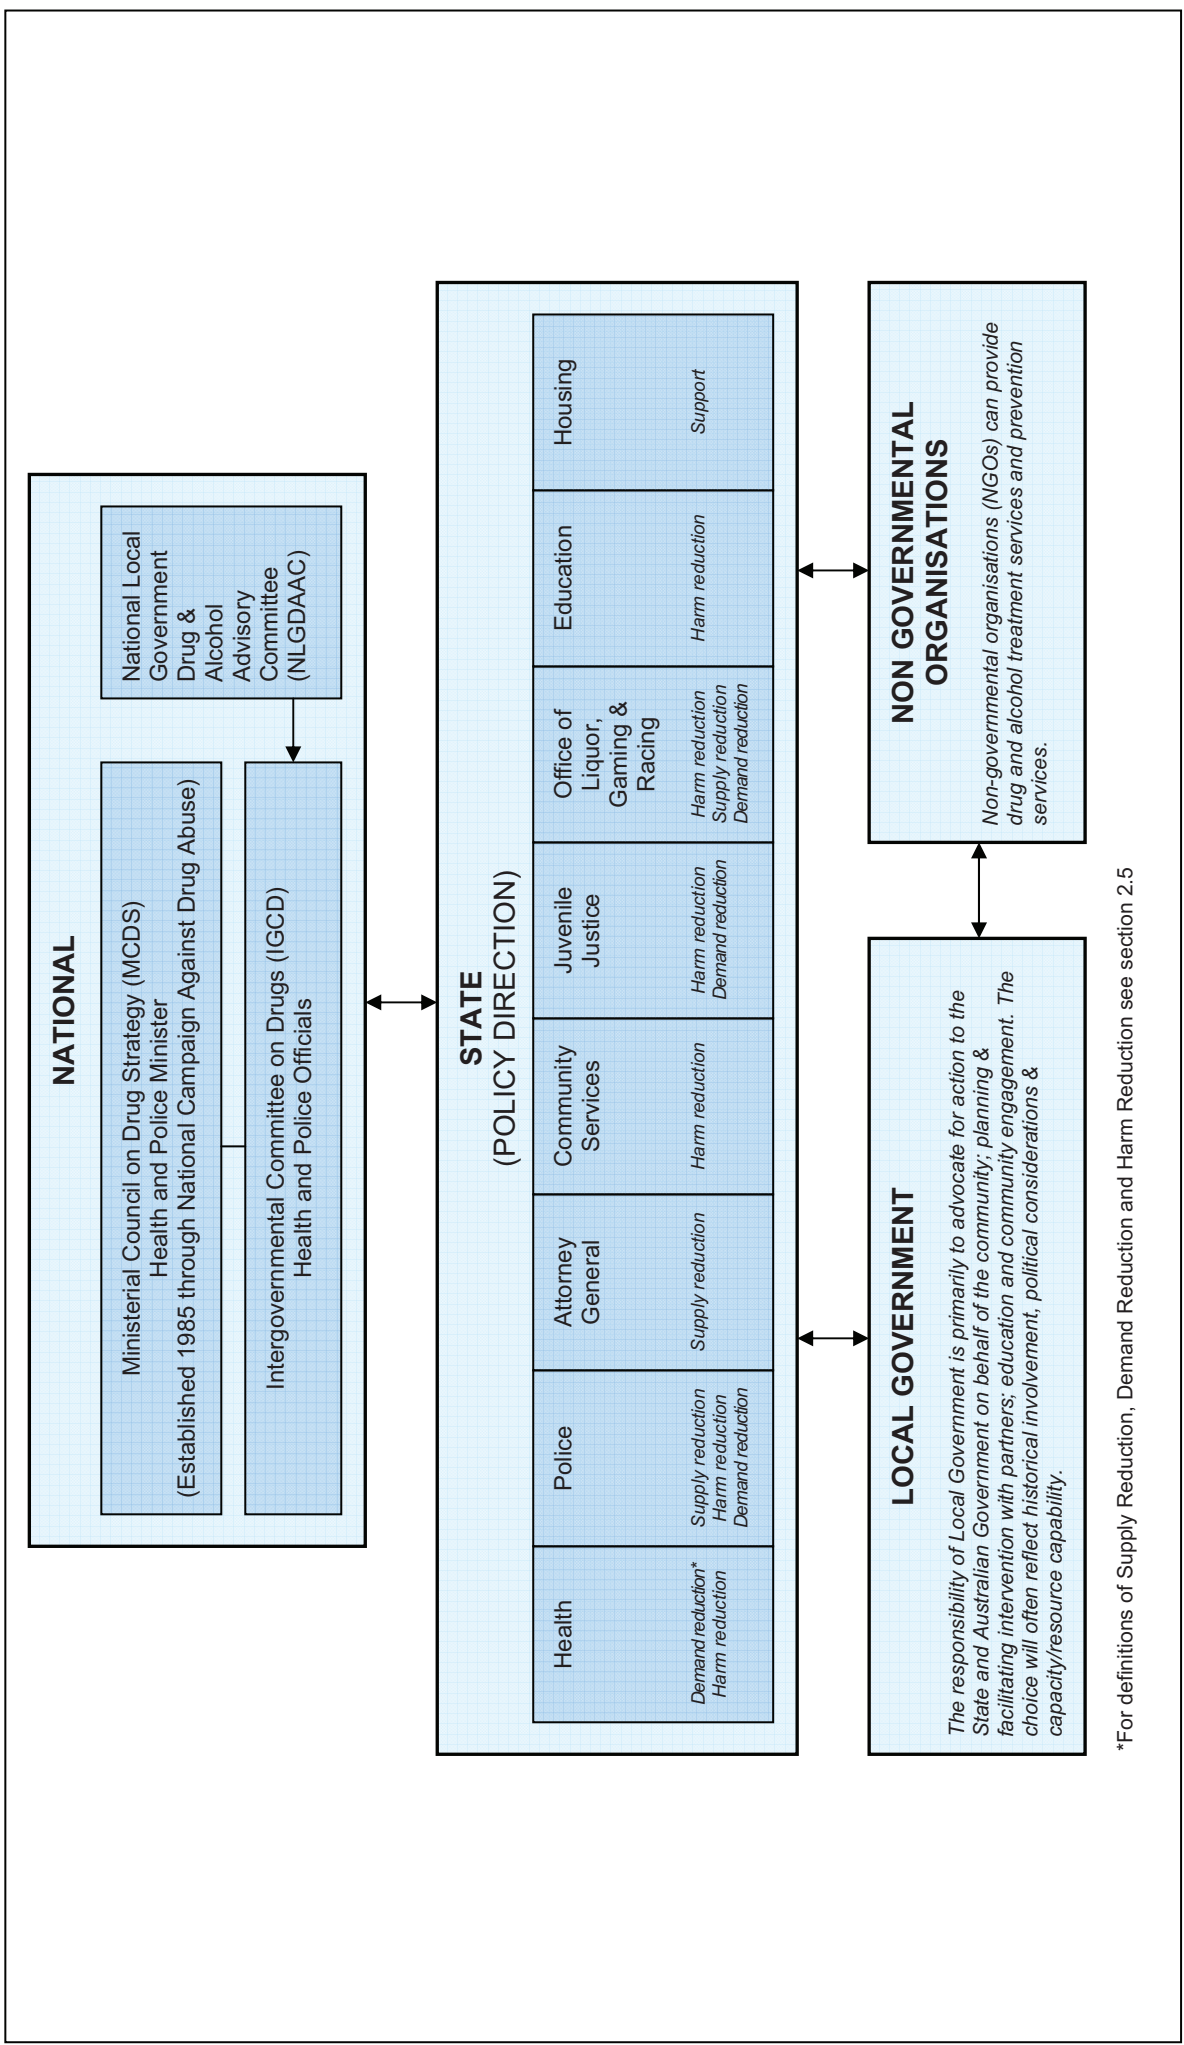 NATIONAL
Ministerial Council on Drug Strategy (MCDS)
Health and Police Minister
(Established 1985 through National Campaign Against Drug Abuse)
Intergovernmental Committee on Drugs (IGCD)
Health and Police Officials
National Local
Government
Drug &
Alcohol
Advisory
Committee
(NLGDAAC)
STATE
(POLICY DIRECTION)
Health
Demand reduction*
Harm reduction
Police
Supply reduction
Harm reduction
Demand reduction
Attorney
General
Supply reduction
Community
Services
Harm reduction
Juvenile
Justice
Harm reduction
Demand reduction
Office of
Liquor,
Gaming &
Racing
Harm reduction
Supply reduction
Demand reduction
Education
Harm reduction
Housing
Support
LOCAL GOVERNMENT
The responsibility of Local Government is primarily to advocate for action to the
State and Australian Government on behalf of the community; planning &
facilitating intervention with partners; education and community engagement. The
choice will often reflect historical involvement, political considerations &
capacity/resource capability.
NON GOVERNMENTAL
ORGANISATIONS
Non-governmental organisations (NGOs) can provide
drug and alcohol treatment services and prevention
services.
*For definitions of Supply Reduction, Demand Reduction and Harm Reduction see section 2.5